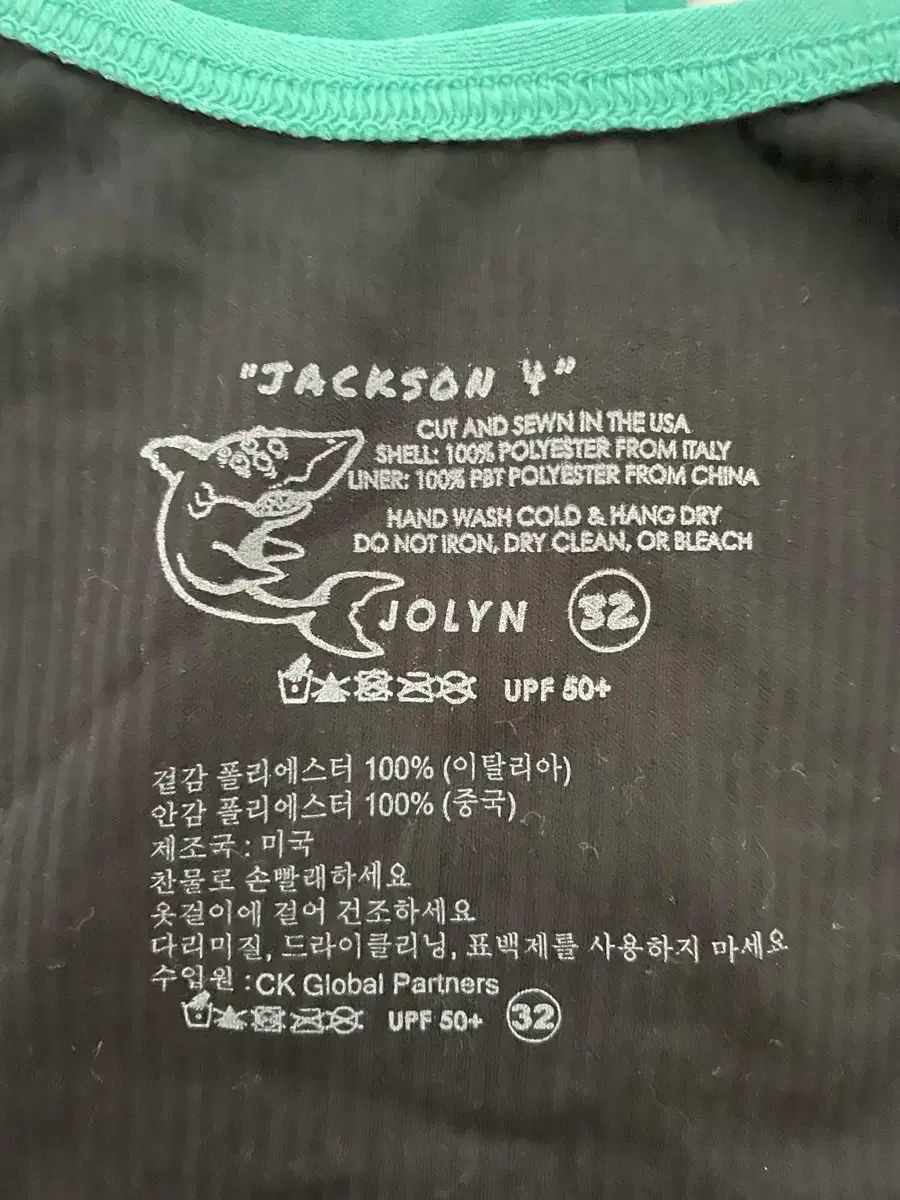 "JACKSON 4"
CUT AND SEWN IN THE USA
SHELL: 100% POLYESTER FROM ITALY
LINER: 100% PBT POLYESTER FROM CHINA
HAND WASH COLD & HANG DRY
DO NOT IRON, DRY CLEAN, OR BLEACH
JOLYN 32
UPF 50+
겉감 폴리에스터 100% (이탈리아)
안감 폴리에스터 100% (중국)
제조국 : 미국
찬물로 손빨래하세요
옷걸이에 걸어 건조하세요
다리미질, 드라이클리닝, 표백제를 사용하지 마세요
수입원 : CK Global Partners
UPF 50+ 32